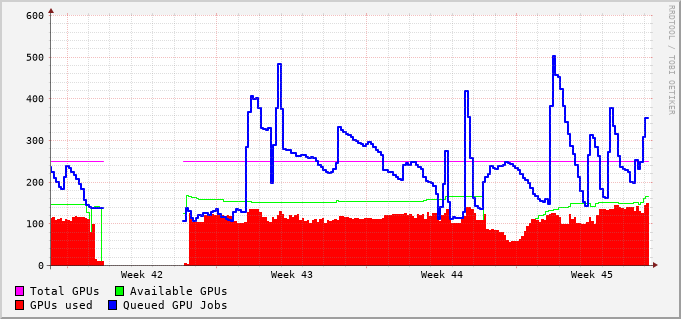 600
500
400
300
200
100
0
Week 42 Week 43 Week 44 Week 45
Total GPUs Available GPUs
GPUs used Queued GPU Jobs
RRDTOOL / TOBI OETIKER